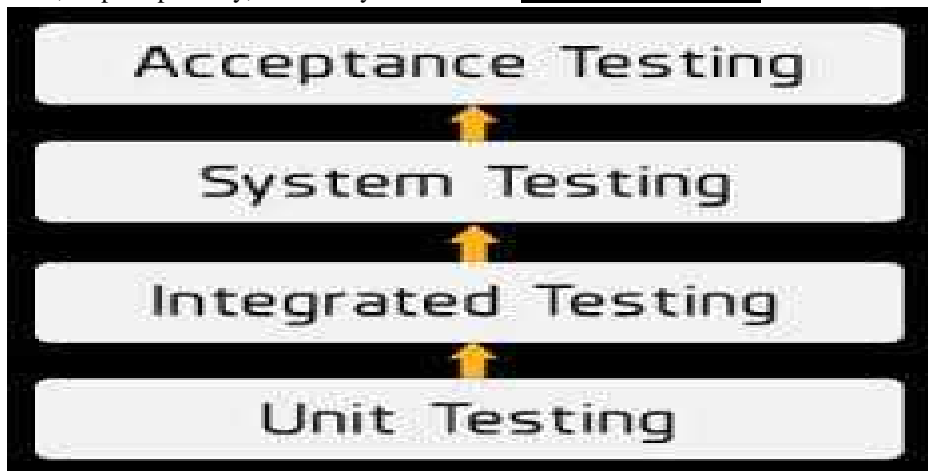 Acceptance Testing
System Testing
Integrated Testing
Unit Testing